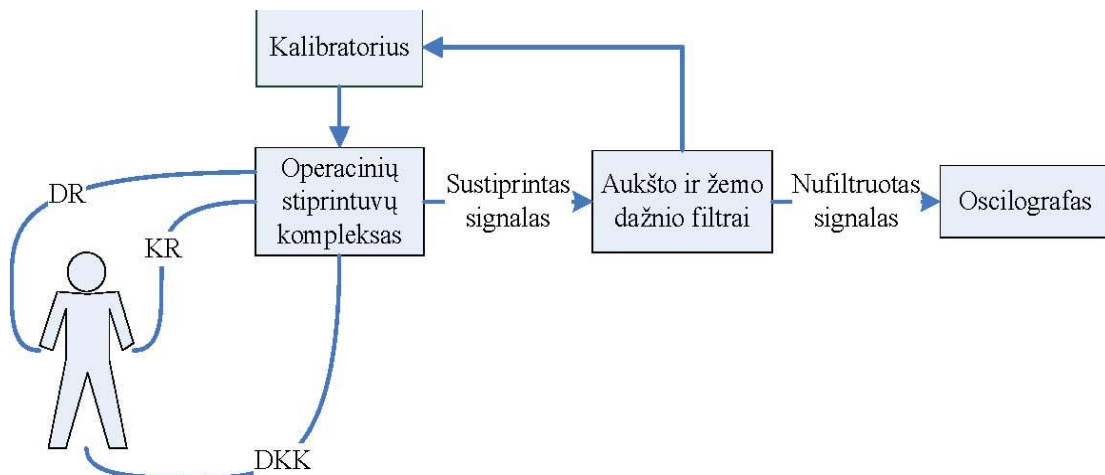 Kalibratorius
Operacinių
stiprintuvų
kompleksas
Sustiprintas
signalas
Aukšto ir žemo
dažnio filtrai
Nufiltruotas
signalas
Oscilografas
DR
KR
DKK